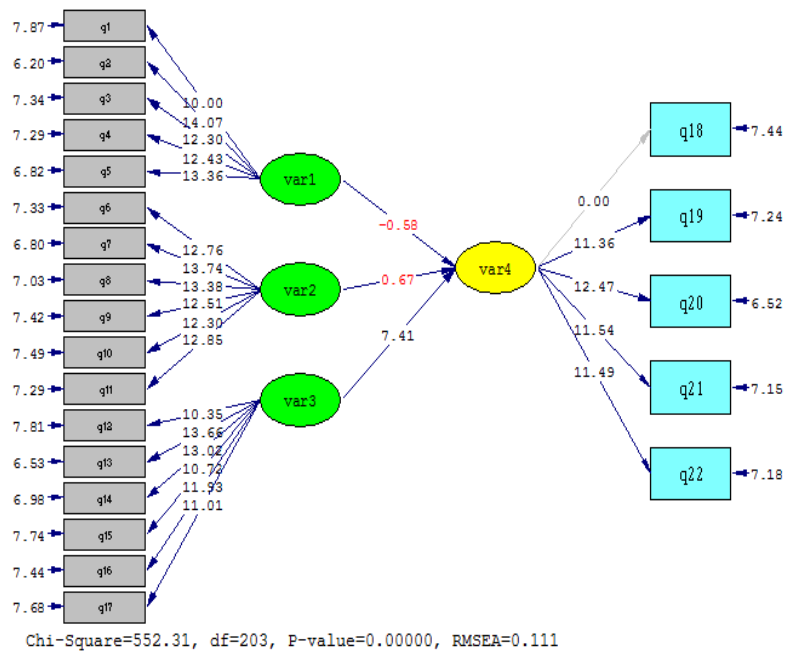 7.87 q1
6.20 q2
7.34 q3
7.29 q4
6.82 q5
7.33 q6
6.80 q7
7.03 q8
7.42 q9
7.49 q10
7.29 q11
7.81 q12
6.53 q13
6.98 q14
7.74 q15
7.44 q16
7.68 q17
10.00
14.07
12.30
12.43
13.36
12.76
13.74
13.38
12.51
12.30
12.85
10.35
13.66
13.02
10.72
11.93
11.01
var1
var2
var3
-0.58
0.67
7.41
var4
0.00
11.36
12.47
11.54
11.49
q18 7.44
q19 7.24
q20 6.52
q21 7.15
q22 7.18
Chi-Square=552.31, df=203, P-value=0.00000, RMSEA=0.111